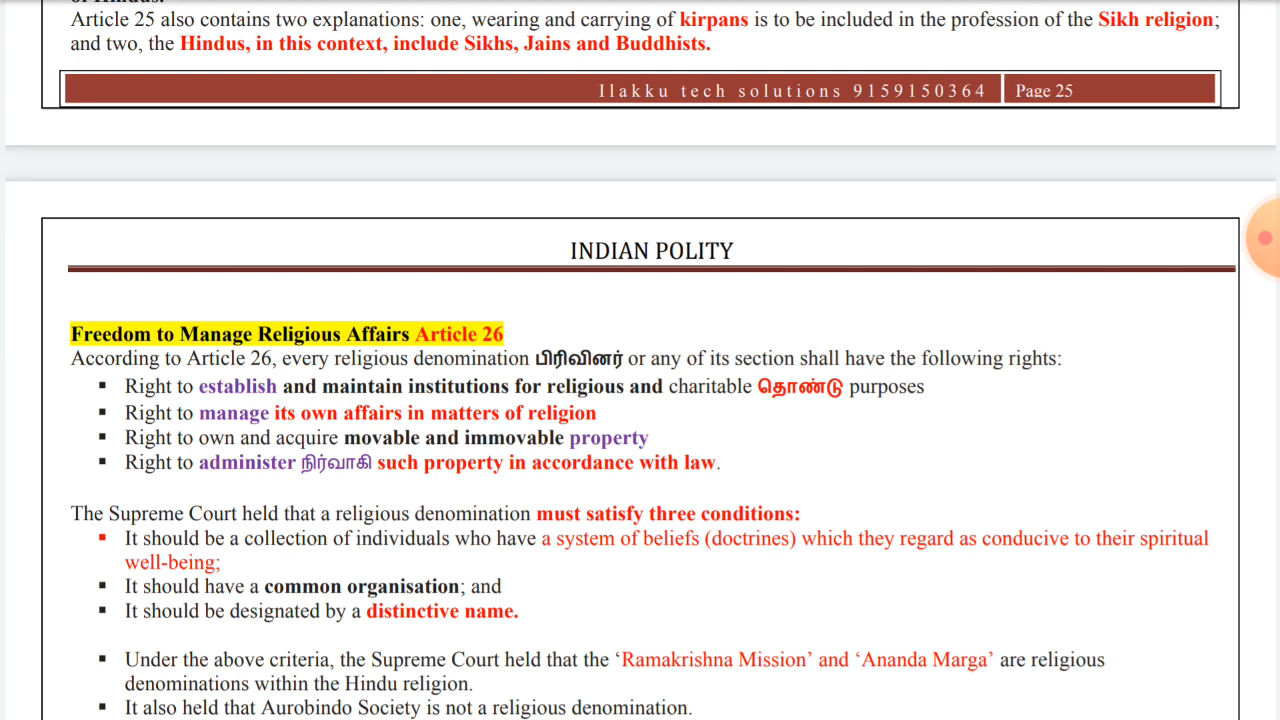 Article 25 also contains two explanations: one, wearing and carrying of kirpans is to be included in the profession of the Sikh religion;
and two, the Hindus, in this context, include Sikhs, Jains and Buddhists.
Ilakku tech solutions 9159150364 Page 25
INDIAN POLITY
Freedom to Manage Religious Affairs Article 26
According to Article 26, every religious denomination பிரிவினர் or any of its section shall have the following rights:
▪ Right to establish and maintain institutions for religious and charitable தொண்டு purposes
▪ Right to manage its own affairs in matters of religion
▪ Right to own and acquire movable and immovable property
▪ Right to administer நிர்வாகி such property in accordance with law.
The Supreme Court held that a religious denomination must satisfy three conditions:
▪ It should be a collection of individuals who have a system of beliefs (doctrines) which they regard as conducive to their spiritual
well-being;
▪ It should have a common organisation; and
▪ It should be designated by a distinctive name.
▪ Under the above criteria, the Supreme Court held that the ‘Ramakrishna Mission’ and ‘Ananda Marga’ are religious
denominations within the Hindu religion.
▪ It also held that Aurobindo Society is not a religious denomination.